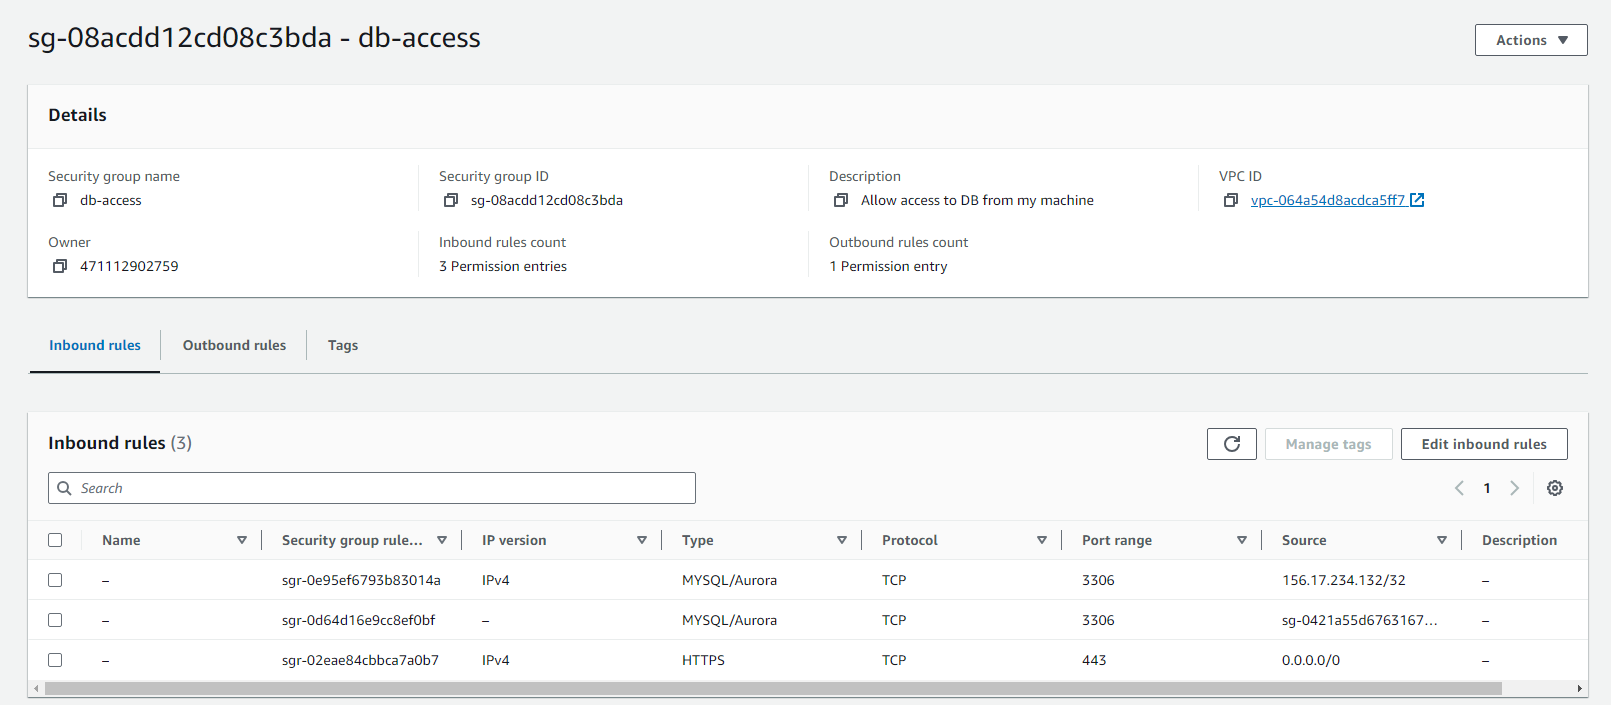 sg-08acdd12cd08c3bda - db-access
Actions
Details
Security group name
db-access
Security group ID
sg-08acdd12cd08c3bda
Description
Allow access to DB from my machine
VPC ID
vpc-064a54d8acdca5ff7
Owner
471112902759
Inbound rules count
3 Permission entries
Outbound rules count
1 Permission entry
Inbound rules
Outbound rules
Tags
Inbound rules (3)
Manage tags
Edit inbound rules
Search
1
Name Security group rule... IP version Type Protocol Port range Source Description
– sgr-0e95ef6793b83014a IPv4 MYSQL/Aurora TCP 3306 156.17.234.132/32 –
– sgr-0d64d16e9cc8ef0bf – MYSQL/Aurora TCP 3306 sg-0421a55d6763167... –
– sgr-02eae84cbbca7a0b7 IPv4 HTTPS TCP 443 0.0.0.0/0 –